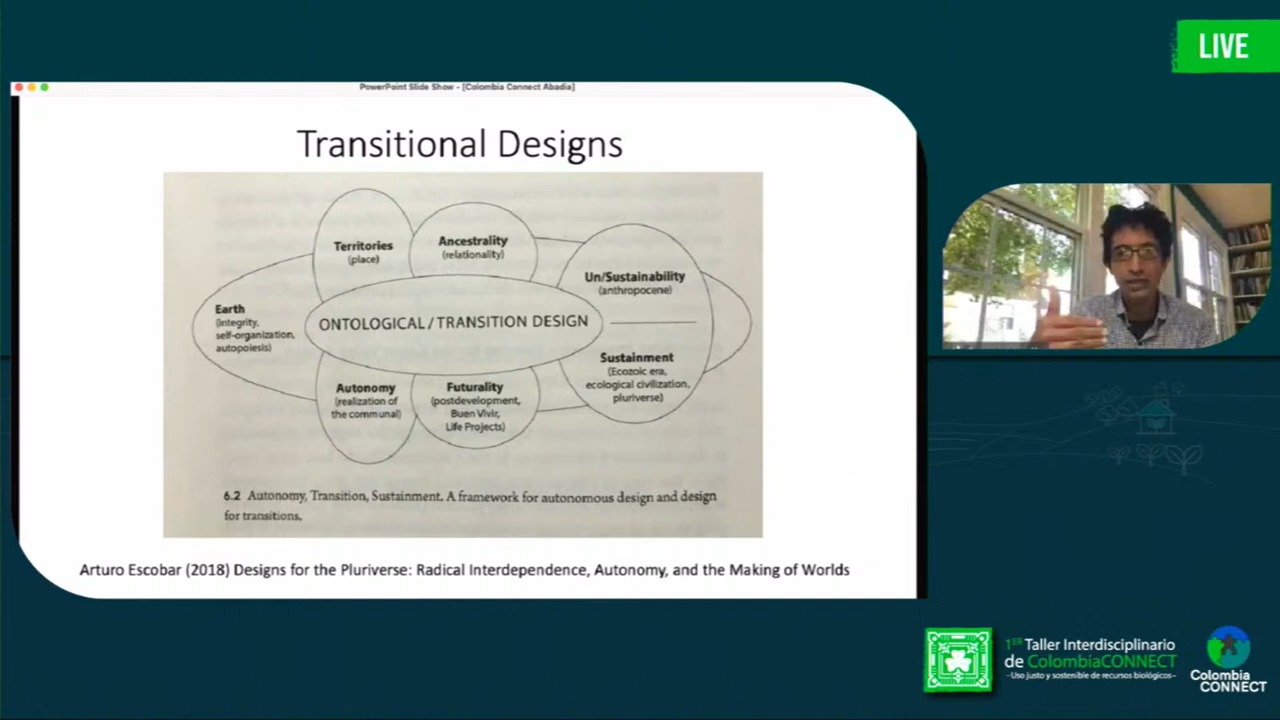 LIVE
PowerPoint Slide Show - [Colombia Connect Abadia]
Transitional Designs
Territories
(place)
Ancestrality
(relationality)
Un/Sustainability
(anthropocene)
Earth
(integrity,
self-organization,
autopoiesis)
ONTOLOGICAL/TRANSITION DESIGN
Autonomy
(realization of
the communal)
Futurality
(postdevelopment,
Buen Vivir,
Life Projects)
Sustainment
(Ecozoic era,
ecological civilization,
pluriverse)
6.2 Autonomy, Transition, Sustainment. A framework for autonomous design and design
for transitions.
Arturo Escobar (2018) Designs for the Pluriverse: Radical Interdependence, Autonomy, and the Making of Worlds
1ER Taller Interdisciplinario
de ColombiaCONNECT
-Uso justo y sostenible de recursos biológicos-
Colombia
CONNECT